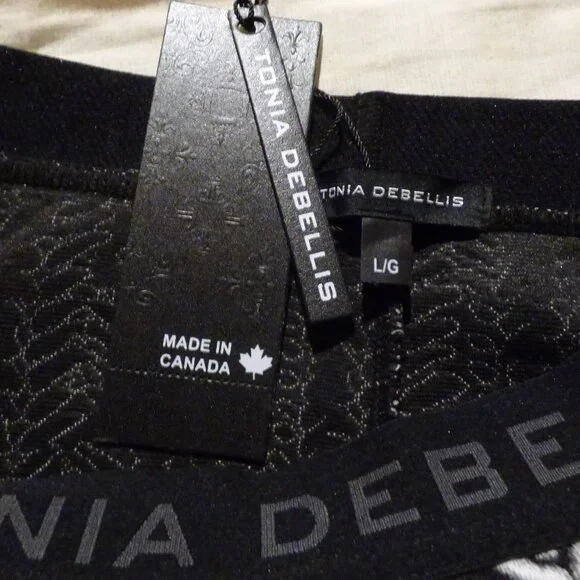 TONIA DEBELLIS
TONIA DEBELLIS
L/G
MADE IN
CANADA
NIA DEBE